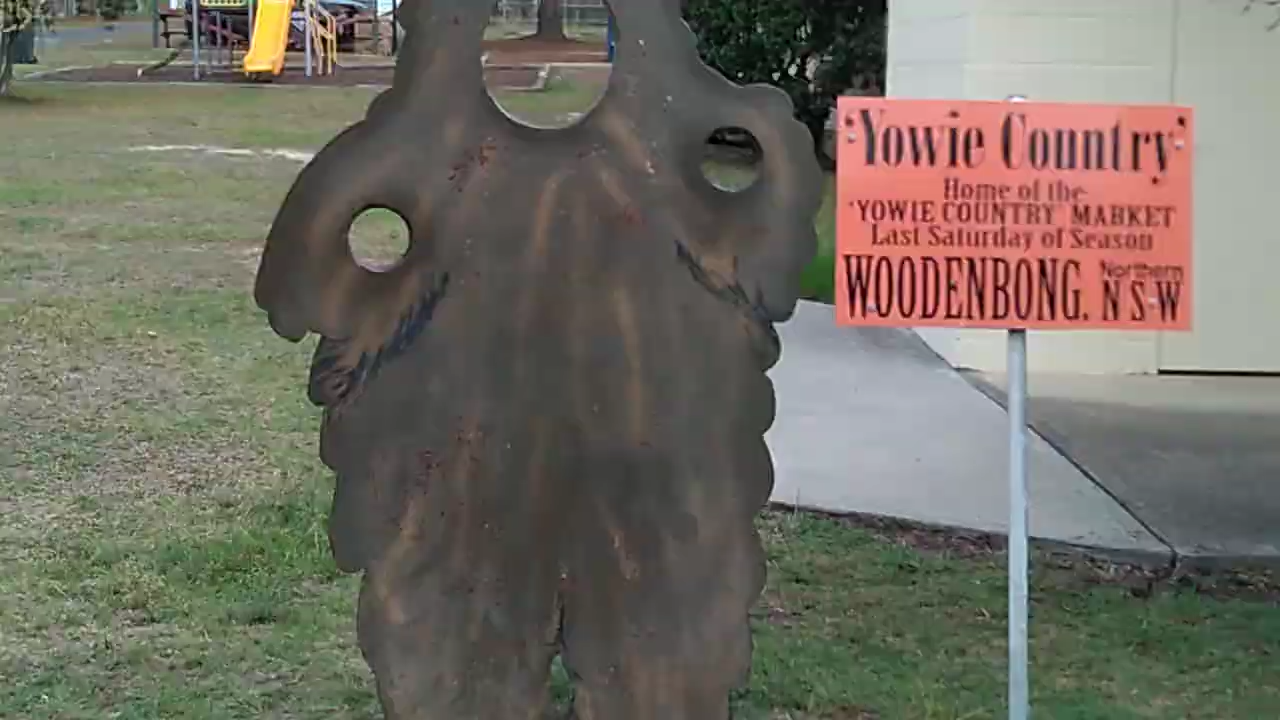 'Yowie Country'
Home of the
'YOWIE COUNTRY' MARKET
Last Saturday of Season
WOODENBONG. Northern N S-W